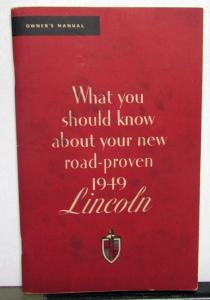 OWNER'S MANUAL
What you
should know
about your new
road-proven
1949
Lincoln